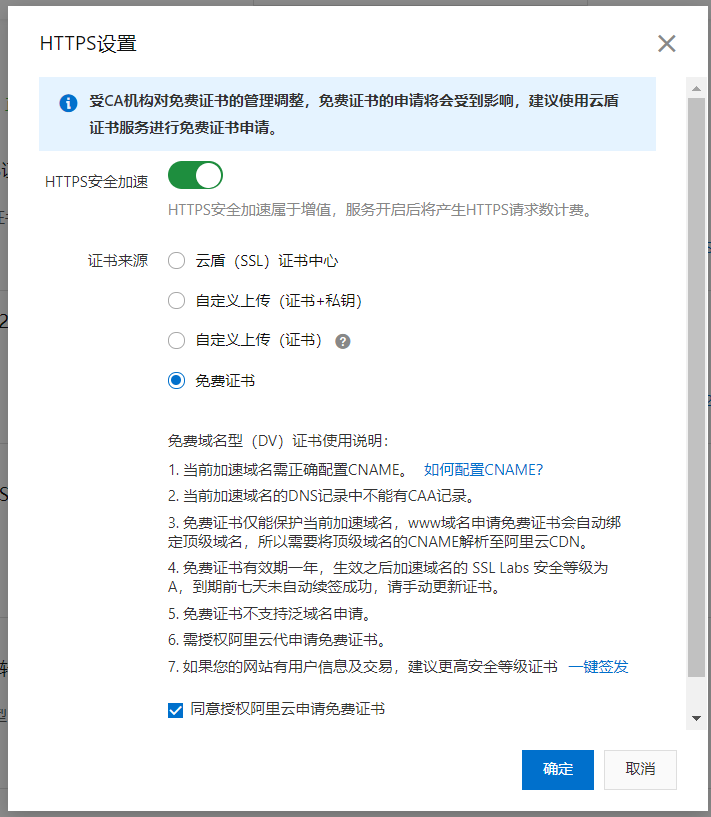 HTTPS设置
受CA机构对免费证书的管理调整，免费证书的申请将会受到影响，建议使用云盾
证书服务进行免费证书申请。
HTTPS安全加速
HTTPS安全加速属于增值，服务开启后将产生HTTPS请求数计费。
证书来源
云盾（SSL）证书中心
自定义上传（证书+私钥）
自定义上传（证书）
免费证书
免费域名型（DV）证书使用说明：
1. 当前加速域名需正确配置CNAME。 如何配置CNAME？
2. 当前加速域名的DNS记录中不能有CAA记录。
3. 免费证书仅能保护当前加速域名，www域名申请免费证书会自动绑
定顶级域名，所以需要将顶级域名的CNAME解析至阿里云CDN。
4. 免费证书有效期一年，生效之后加速域名的 SSL Labs 安全等级为
A，到期前七天未自动续签成功，请手动更新证书。
5. 免费证书不支持泛域名申请。
6. 需授权阿里云代申请免费证书。
7. 如果您的网站有用户信息及交易，建议更高安全等级证书 一键签发
同意授权阿里云申请免费证书
确定 取消